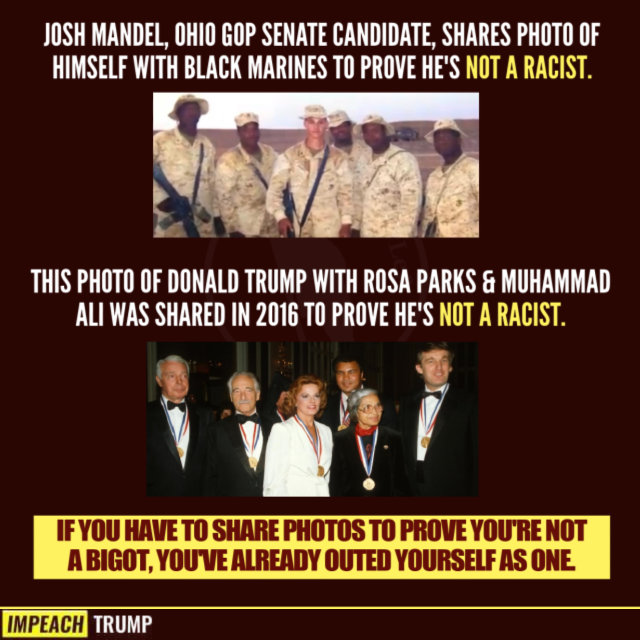 JOSH MANDEL, OHIO GOP SENATE CANDIDATE, SHARES PHOTO OF
HIMSELF WITH BLACK MARINES TO PROVE HE'S NOT A RACIST.
THIS PHOTO OF DONALD TRUMP WITH ROSA PARKS & MUHAMMAD
ALI WAS SHARED IN 2016 TO PROVE HE'S NOT A RACIST.
IF YOU HAVE TO SHARE PHOTOS TO PROVE YOU'RE NOT
A BIGOT, YOU'VE ALREADY OUTED YOURSELF AS ONE.
IMPEACH TRUMP